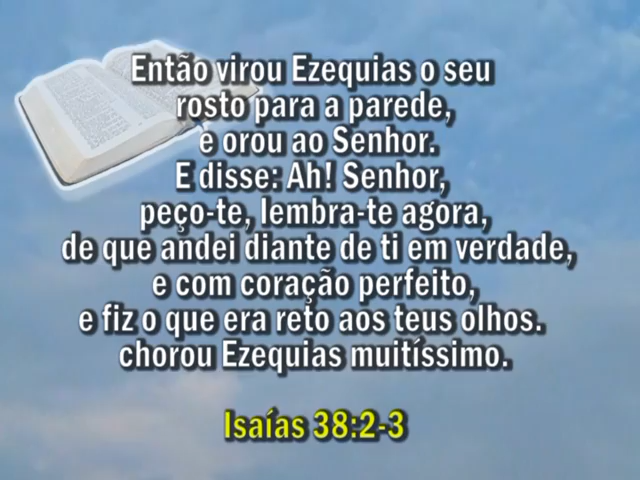 Então virou Ezequias o seu
rosto para a parede,
e orou ao Senhor.
E disse: Ah! Senhor,
peço-te, lembra-te agora,
de que andei diante de ti em verdade,
e com coração perfeito,
e fiz o que era reto aos teus olhos.
chorou Ezequias muitíssimo.
Isaías 38:2-3